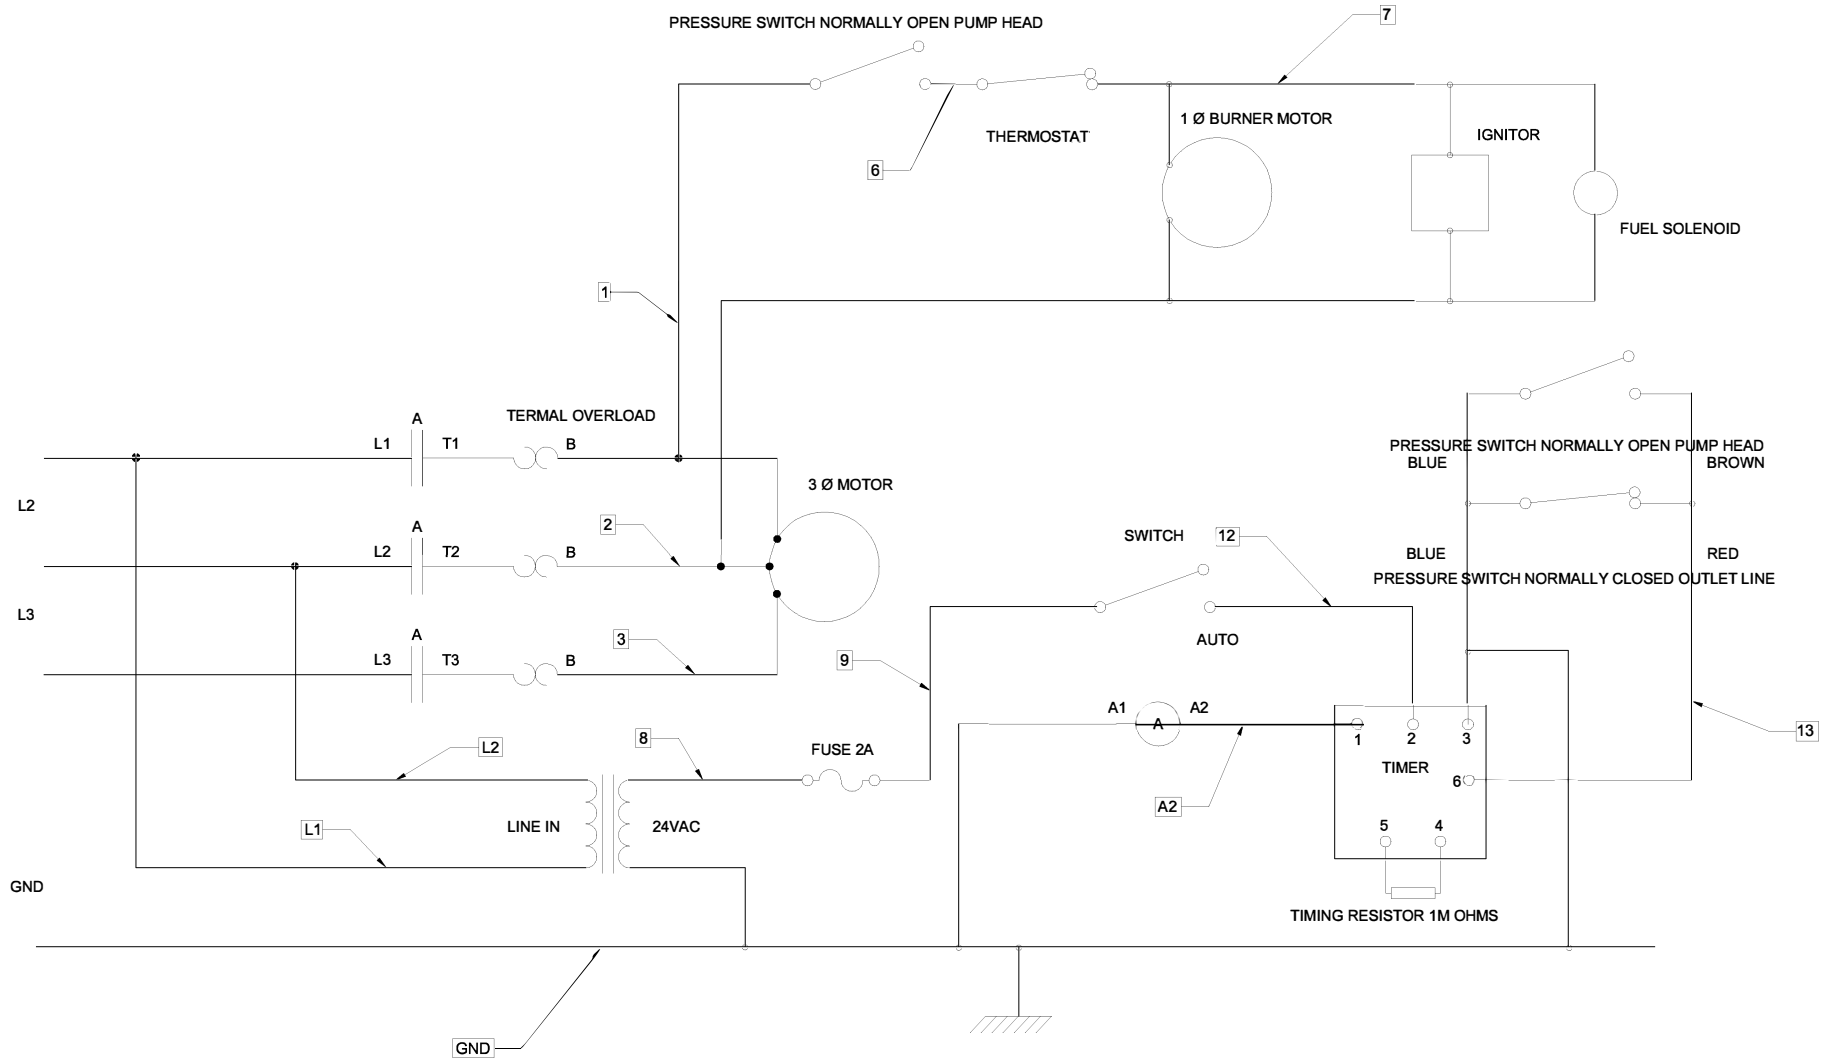 PRESSURE SWITCH NORMALLY OPEN PUMP HEAD
7
1 Ø BURNER MOTOR
IGNITOR
THERMOSTAT
6
FUEL SOLENOID
1
A
TERMAL OVERLOAD
L1
T1
B
PRESSURE SWITCH NORMALLY OPEN PUMP HEAD
BLUE
BROWN
3 Ø MOTOR
L2
A
2
SWITCH
12
L2
T2
B
BLUE
RED
PRESSURE SWITCH NORMALLY CLOSED OUTLET LINE
L3
A
3
AUTO
L3
T3
B
9
A1
A2
A
8
L2
FUSE 2A
1
2
3
13
TIMER
6
A2
L1
LINE IN
24VAC
5
4
GND
TIMING RESISTOR 1M OHMS
GND